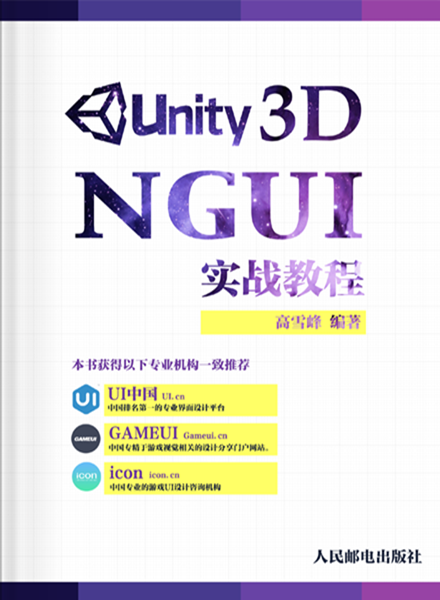 Unity 3D
NGUI
实战教程
高雪峰 编著
本书获得以下专业机构一致推荐
UI
UI中国 UI.cn
中国排名第一的专业界面设计平台
GAMEUI
GAMEUI Gameui.cn
中国专精于游戏视觉相关的设计分享门户网站。
icon
icon icon.cn
中国专业的游戏UI设计咨询机构
人民邮电出版社